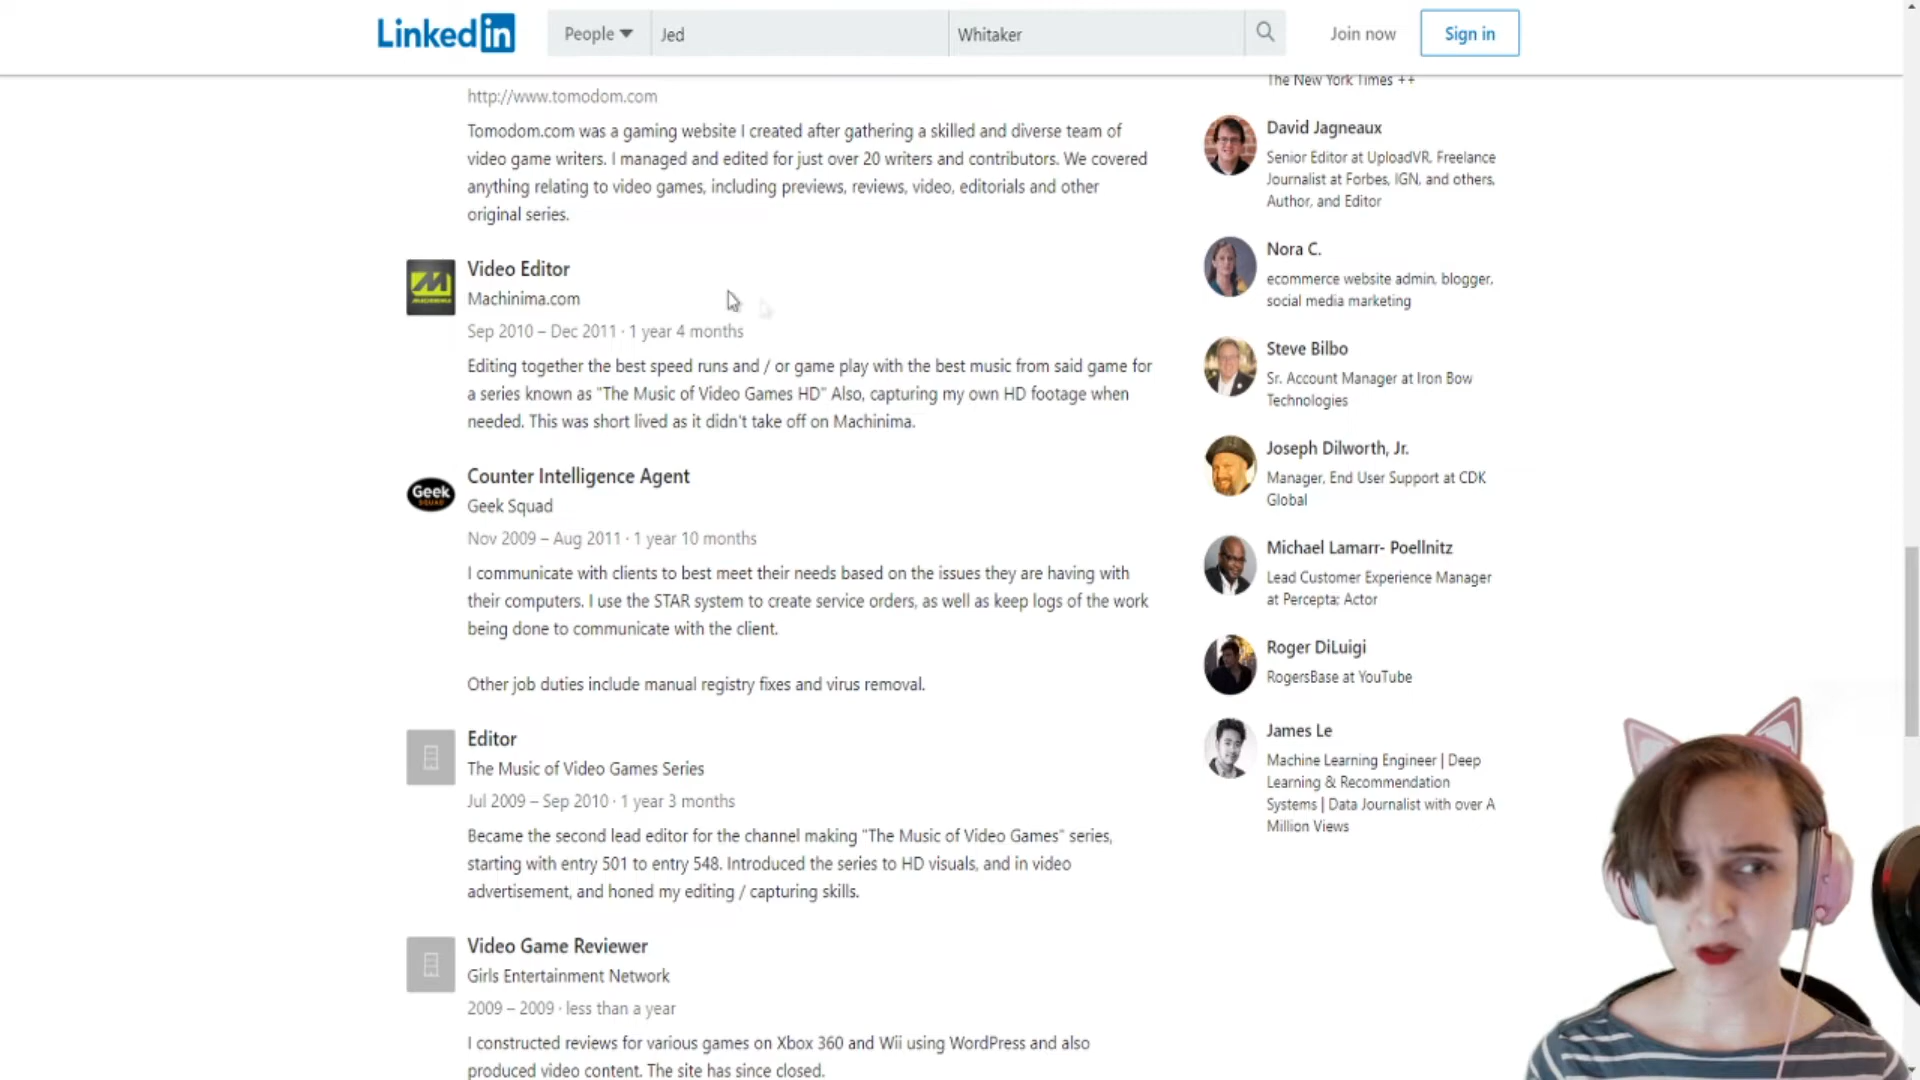 Linked in
People
Jed
Whitaker
Join now
Sign in
http://www.tomodom.com
Tomodom.com was a gaming website I created after gathering a skilled and diverse team of
video game writers. I managed and edited for just over 20 writers and contributors. We covered
anything relating to video games, including previews, reviews, video, editorials and other
original series.
Video Editor
Machinima.com
Sep 2010 – Dec 2011 · 1 year 4 months
Editing together the best speed runs and / or game play with the best music from said game for
a series known as "The Music of Video Games HD" Also, capturing my own HD footage when
needed. This was short lived as it didn't take off on Machinima.
Geek
SQUAD
Counter Intelligence Agent
Geek Squad
Nov 2009 – Aug 2011 · 1 year 10 months
I communicate with clients to best meet their needs based on the issues they are having with
their computers. I use the STAR system to create service orders, as well as keep logs of the work
being done to communicate with the client.
Other job duties include manual registry fixes and virus removal.
Editor
The Music of Video Games Series
Jul 2009 – Sep 2010 · 1 year 3 months
Became the second lead editor for the channel making "The Music of Video Games" series,
starting with entry 501 to entry 548. Introduced the series to HD visuals, and in video
advertisement, and honed my editing / capturing skills.
Video Game Reviewer
Girls Entertainment Network
2009 – 2009 · less than a year
I constructed reviews for various games on Xbox 360 and Wii using WordPress and also
produced video content. The site has since closed.
The New York Times ++
David Jagneaux
Senior Editor at UploadVR, Freelance
Journalist at Forbes, IGN, and others,
Author, and Editor
Nora C.
ecommerce website admin, blogger,
social media marketing
Steve Bilbo
Sr. Account Manager at Iron Bow
Technologies
Joseph Dilworth, Jr.
Manager, End User Support at CDK
Global
Michael Lamarr- Poellnitz
Lead Customer Experience Manager
at Percepta; Actor
Roger DiLuigi
RogersBase at YouTube
James Le
Machine Learning Engineer | Deep
Learning & Recommendation
Systems | Data Journalist with over A
Million Views